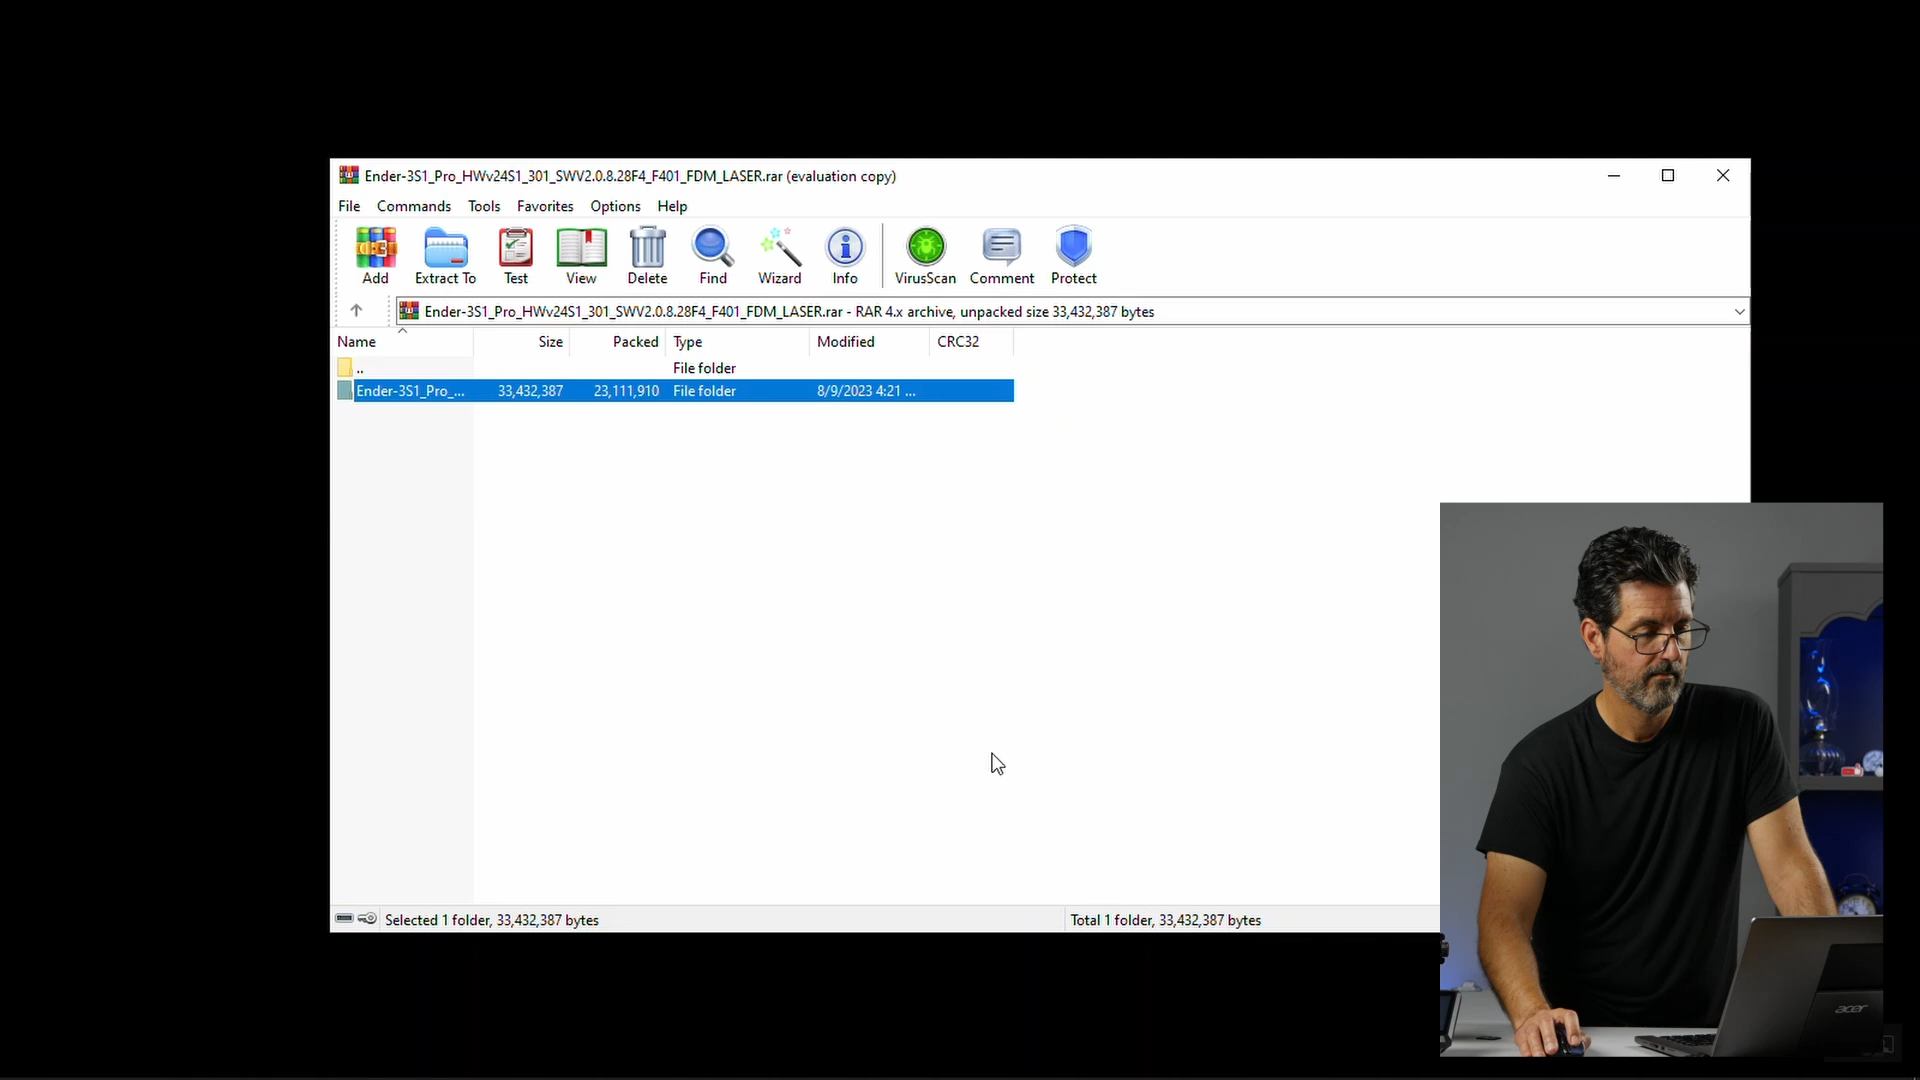 Ender-3S1_Pro_HWv24S1_301_SWV2.0.8.28F4_F401_FDM_LASER.rar (evaluation copy)
File Commands Tools Favorites Options Help
Add Extract To Test View Delete Find Wizard Info VirusScan Comment Protect
Ender-3S1_Pro_HWv24S1_301_SWV2.0.8.28F4_F401_FDM_LASER.rar - RAR 4.x archive, unpacked size 33,432,387 bytes
Name Size Packed Type Modified CRC32
.. File folder
Ender-3S1_Pro_... 33,432,387 23,111,910 File folder 8/9/2023 4:21 ...
Selected 1 folder, 33,432,387 bytes Total 1 folder, 33,432,387 bytes
acer